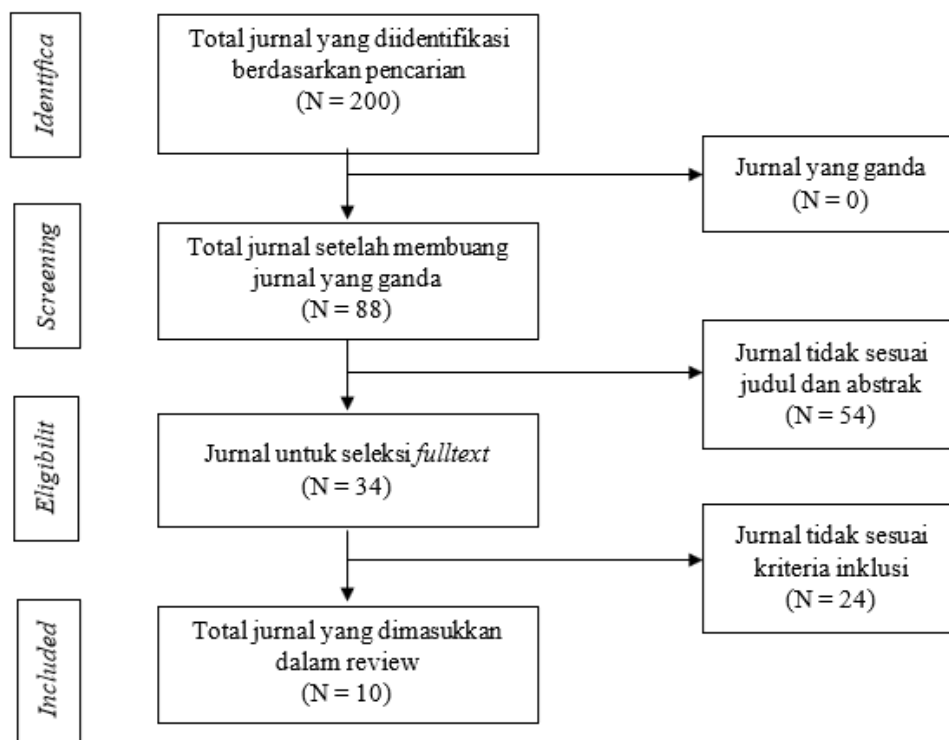 Identifica
Total jurnal yang diidentifikasi
berdasarkan pencarian
(N = 200)
Jurnal yang ganda
(N = 0)
Screening
Total jurnal setelah membuang
jurnal yang ganda
(N = 88)
Jurnal tidak sesuai
judul dan abstrak
(N = 54)
Eligibilit
Jurnal untuk seleksi fulltext
(N = 34)
Jurnal tidak sesuai
kriteria inklusi
(N = 24)
Included
Total jurnal yang dimasukkan
dalam review
(N = 10)